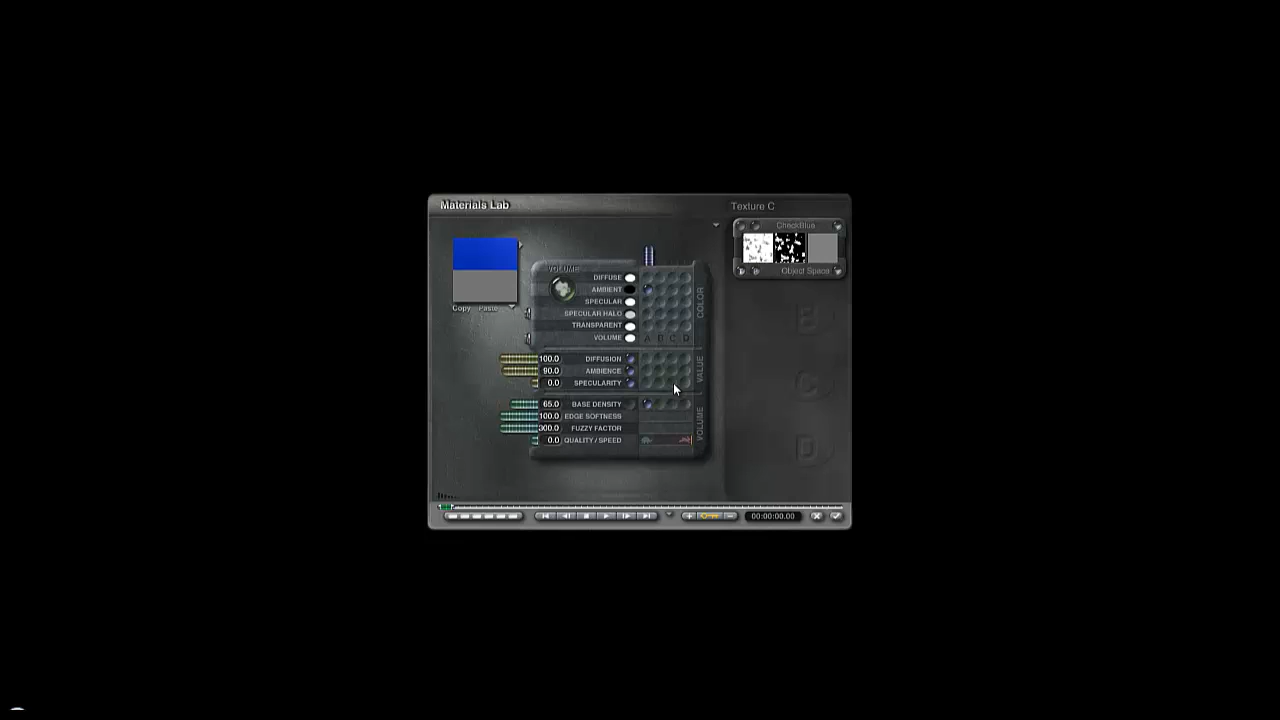 Materials Lab
Texture C
CheckBlue
Object Space
Copy Paste
VOLUME
DIFFUSE
AMBIENT
SPECULAR
SPECULAR HALO
TRANSPARENT
VOLUME A B C D
COLOR
100.0 DIFFUSION
90.0 AMBIENCE
0.0 SPECULARITY
VALUE
65.0 BASE DENSITY
100.0 EDGE SOFTNESS
300.0 FUZZY FACTOR
0.0 QUALITY / SPEED
VOLUME
B
C
D
00:00:00.00